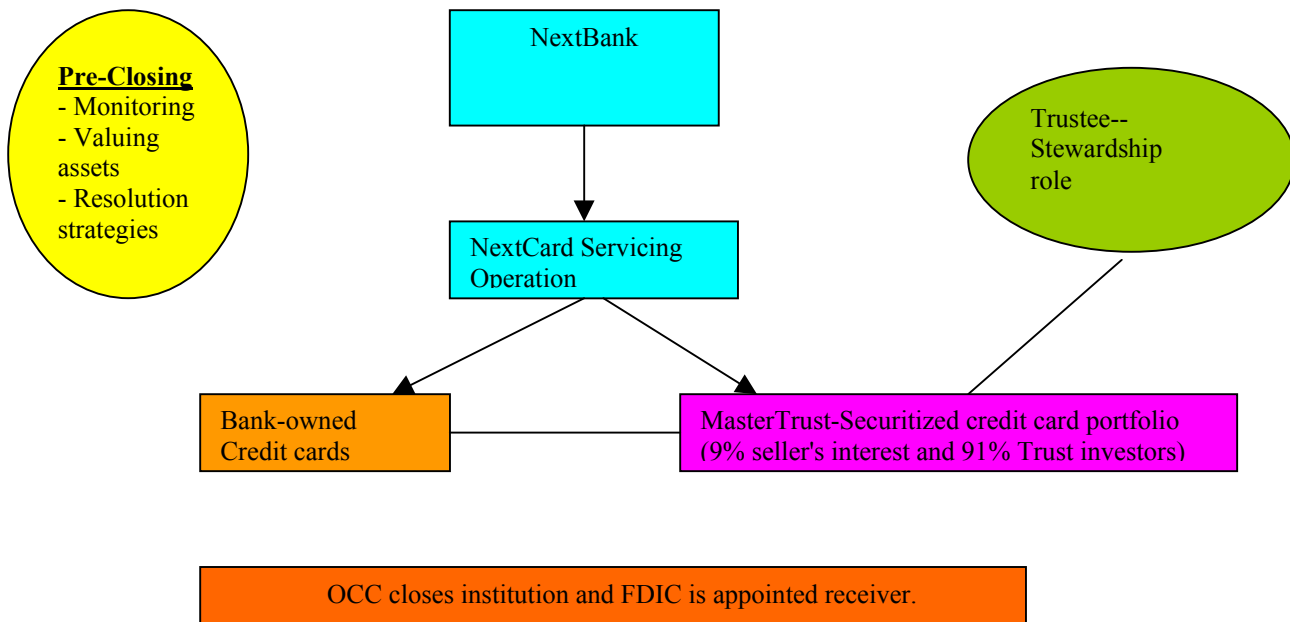 NextBank
Pre-Closing
- Monitoring
- Valuing
assets
- Resolution
strategies
Trustee--
Stewardship
role
NextCard Servicing
Operation
Bank-owned
Credit cards
MasterTrust-Securitized credit card portfolio
(9% seller's interest and 91% Trust investors)
OCC closes institution and FDIC is appointed receiver.